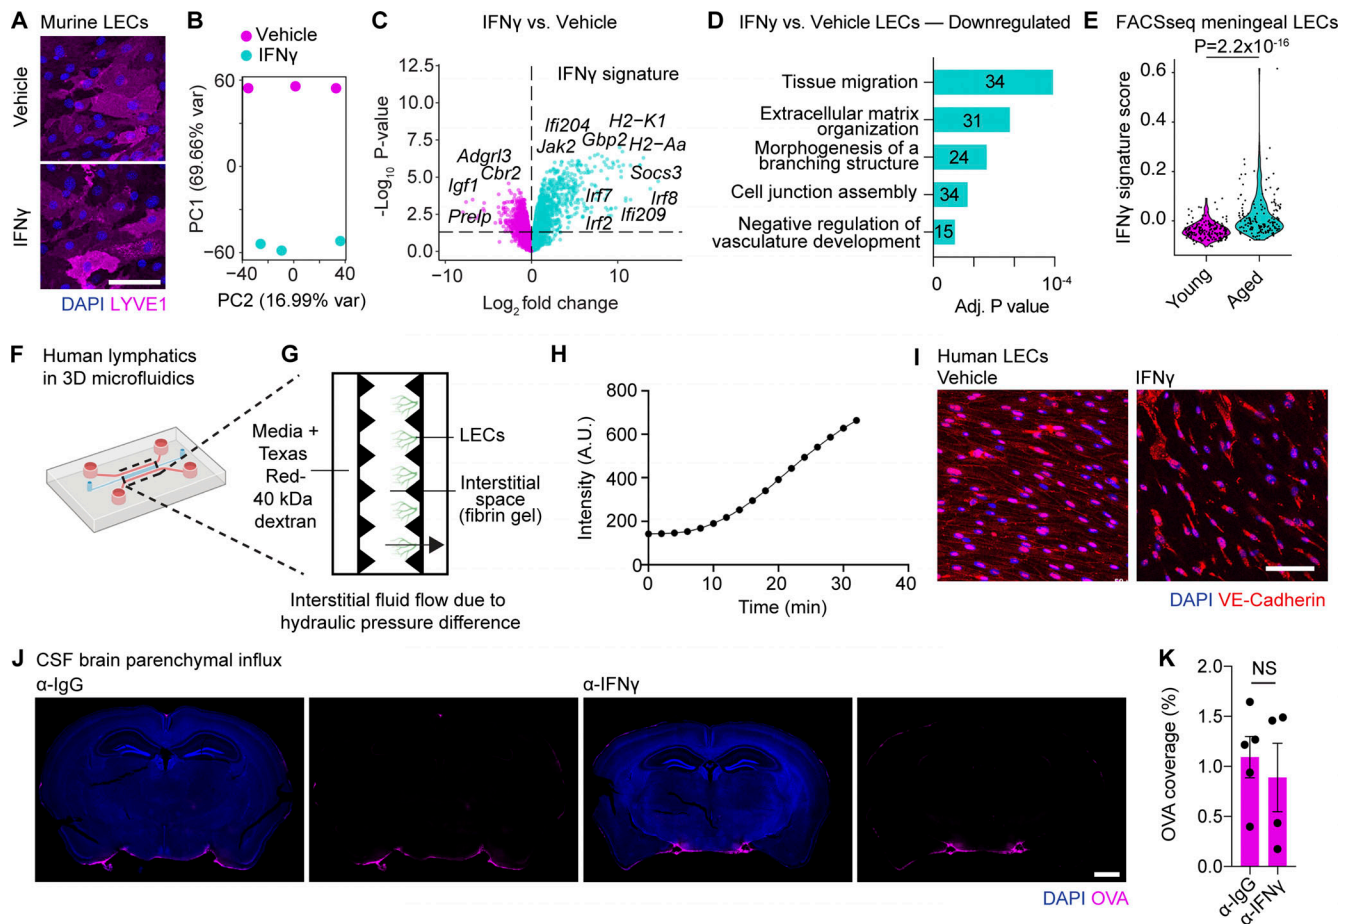 A Murine LECs
Vehicle
IFNγ
DAPI LYVE1
B
Vehicle
IFNγ
PC1 (69.66% var)
60
0
−60
−40
0
40
PC2 (16.99% var)
C IFNγ vs. Vehicle
IFNγ signature
-Log10 P-value
12.5
10.0
7.5
5.0
2.5
0.0
−10
0
10
Log2 fold change
Ifi204
H2−K1
Jak2
Gbp2
H2−Aa
Adgrl3
Cbr2
Igf1
Prelp
Socs3
Irf7
Irf8
Ifi209
Irf2
D IFNγ vs. Vehicle LECs — Downregulated
Tissue migration
34
Extracellular matrix
organization
31
Morphogenesis of a
branching structure
24
Cell junction assembly
34
Negative regulation of
vasculature development
15
0
10-4
Adj. P value
E FACSseq meningeal LECs
P=2.2x10-16
IFNγ signature score
0.6
0.4
0.2
0.0
Young
Aged
F Human lymphatics
in 3D microfluidics
G
Media +
Texas
Red-
40 kDa
dextran
LECs
Interstitial
space
(fibrin gel)
Interstitial fluid flow due to
hydraulic pressure difference
H
Intensity (A.U.)
800
600
400
200
0
0
10
20
30
40
Time (min)
I Human LECs
Vehicle
IFNγ
DAPI VE-Cadherin
J CSF brain parenchymal influx
α-IgG
α-IFNγ
DAPI OVA
K
NS
OVA coverage (%)
2.0
1.5
1.0
0.5
0.0
α-IgG
α-IFNγ